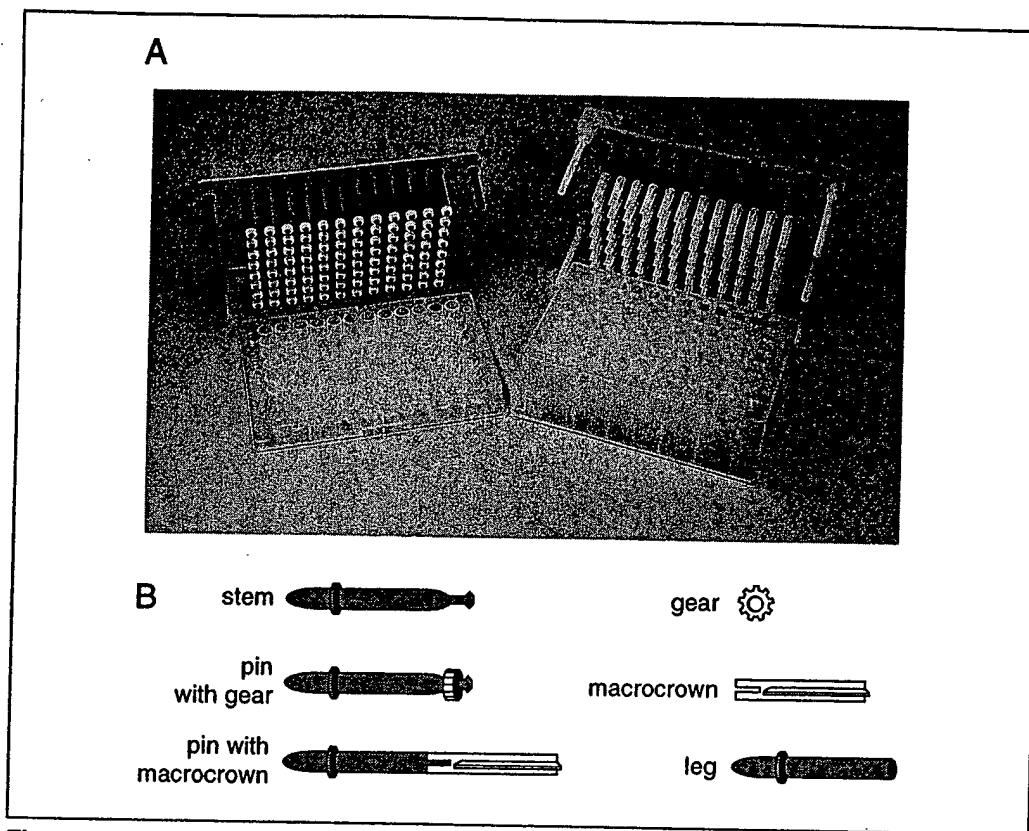 A
B
stem
gear
pin
with gear
macrocrown
pin with
macrocrown
leg